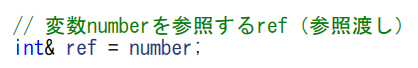 // 変数numberを参照するref（参照渡し）
int& ref = number;